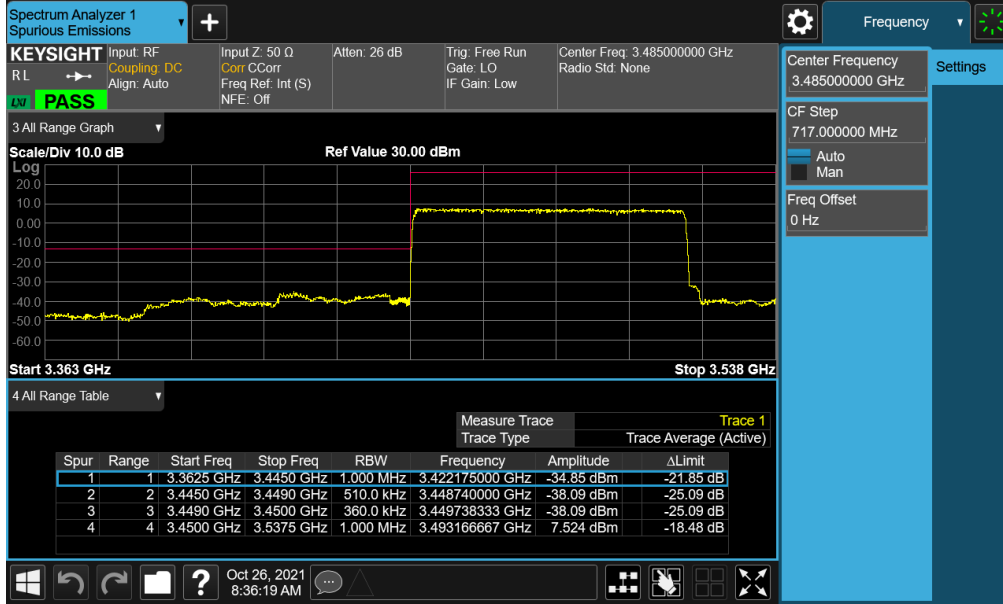 Spectrum Analyzer 1
Spurious Emissions
Frequency
KEYSIGHT
RL
LXI
PASS
Input: RF
Coupling: DC
Align: Auto
Input Z: 50 Ω
Corr CCorr
Freq Ref: Int (S)
NFE: Off
Atten: 26 dB
Trig: Free Run
Gate: LO
IF Gain: Low
Center Freq: 3.485000000 GHz
Radio Std: None
Center Frequency
3.485000000 GHz
Settings
CF Step
717.000000 MHz
Auto
Man
Freq Offset
0 Hz
3 All Range Graph
Scale/Div 10.0 dB
Ref Value 30.00 dBm
Log
20.0
10.0
0.00
-10.0
-20.0
-30.0
-40.0
-50.0
-60.0
Start 3.363 GHz
Stop 3.538 GHz
4 All Range Table
Measure Trace Trace 1
Trace Type Trace Average (Active)
Spur Range Start Freq Stop Freq RBW Frequency Amplitude ΔLimit
1 1 3.3625 GHz 3.4450 GHz 1.000 MHz 3.422175000 GHz -34.85 dBm -21.85 dB
2 2 3.4450 GHz 3.4490 GHz 510.0 kHz 3.448740000 GHz -38.09 dBm -25.09 dB
3 3 3.4490 GHz 3.4500 GHz 360.0 kHz 3.449738333 GHz -38.09 dBm -25.09 dB
4 4 3.4500 GHz 3.5375 GHz 1.000 MHz 3.493166667 GHz 7.524 dBm -18.48 dB
?
Oct 26, 2021
8:36:19 AM